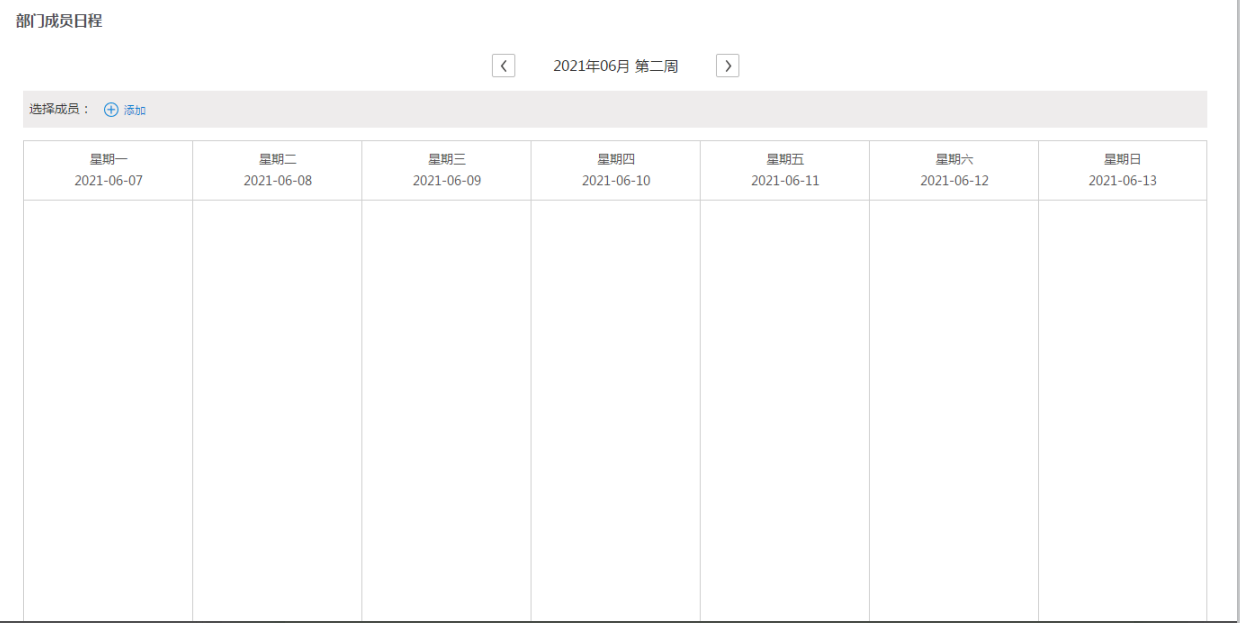 部门成员日程
2021年06月 第二周
选择成员： 添加
星期一 星期二 星期三 星期四 星期五 星期六 星期日
2021-06-07 2021-06-08 2021-06-09 2021-06-10 2021-06-11 2021-06-12 2021-06-13